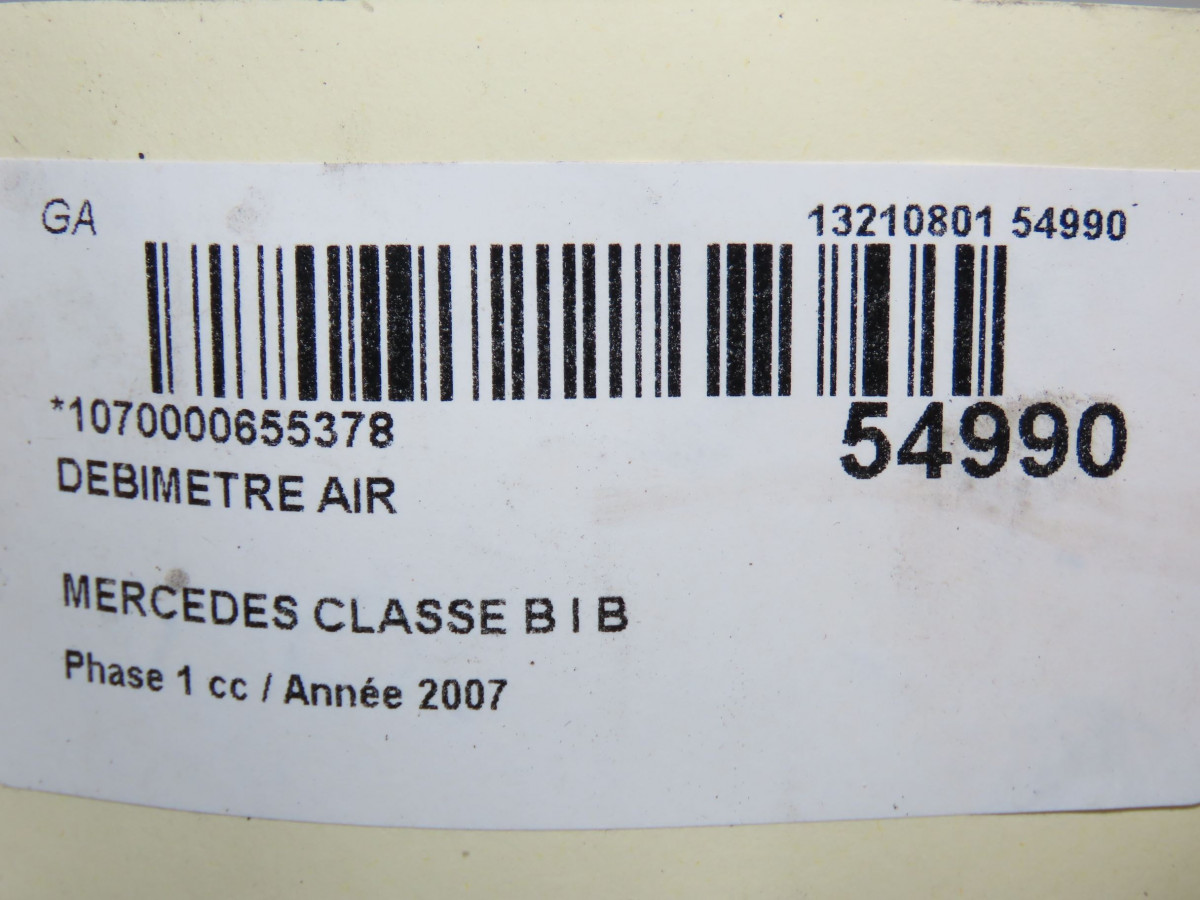 GA
13210801 54990
*1070000655378
54990
DEBIMETRE AIR
MERCEDES CLASSE B I B
Phase 1 cc / Année 2007